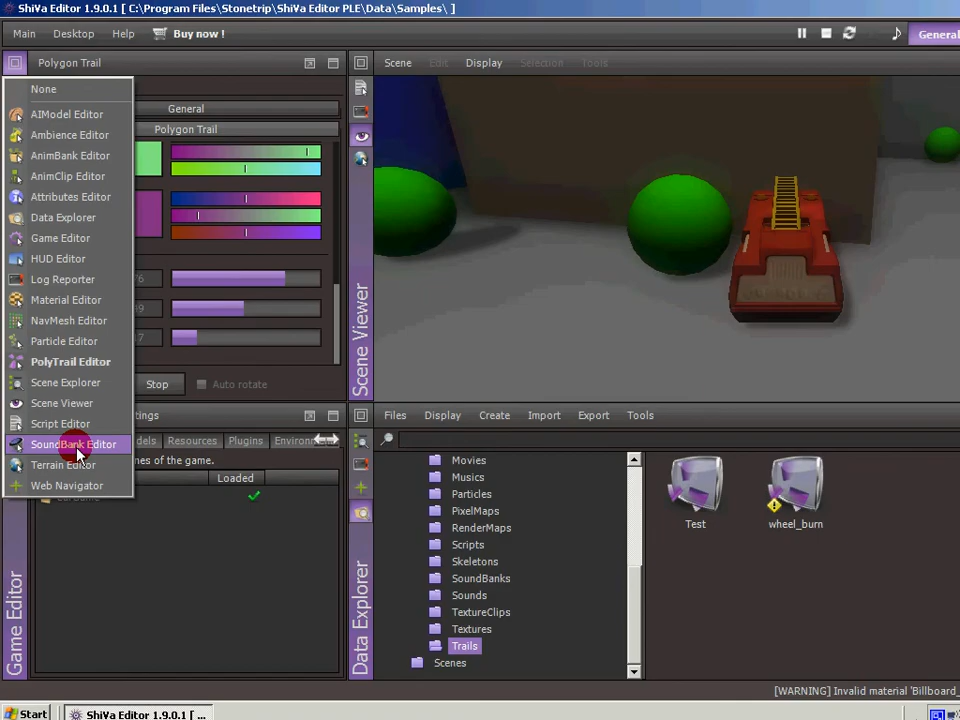 ShiVa Editor 1.9.0.1 [ C:\Program Files\Stonetrip\ShiVa Editor PLE\Data\Samples\ ]
Main Desktop Help Buy now ! General
Polygon Trail
Scene Edit Display Selection Tools
None
AIModel Editor
Ambience Editor
AnimBank Editor
AnimClip Editor
Attributes Editor
Data Explorer
Game Editor
HUD Editor
Log Reporter
Material Editor
NavMesh Editor
Particle Editor
PolyTrail Editor
Scene Explorer
Scene Viewer
Script Editor
SoundBank Editor
Terrain Editor
Web Navigator
General
Polygon Trail
Stop Auto rotate
Scene Viewer
Resources Plugins
nes of the game.
Loaded
Game Editor
Files Display Create Import Export Tools
Data Explorer
Movies
Musics
Particles
PixelMaps
RenderMaps
Scripts
Skeletons
SoundBanks
Sounds
TextureClips
Textures
Trails
Scenes
Test
wheel_burn
[WARNING] Invalid material 'Billboard_
Start
ShiVa Editor 1.9.0.1 [ ...